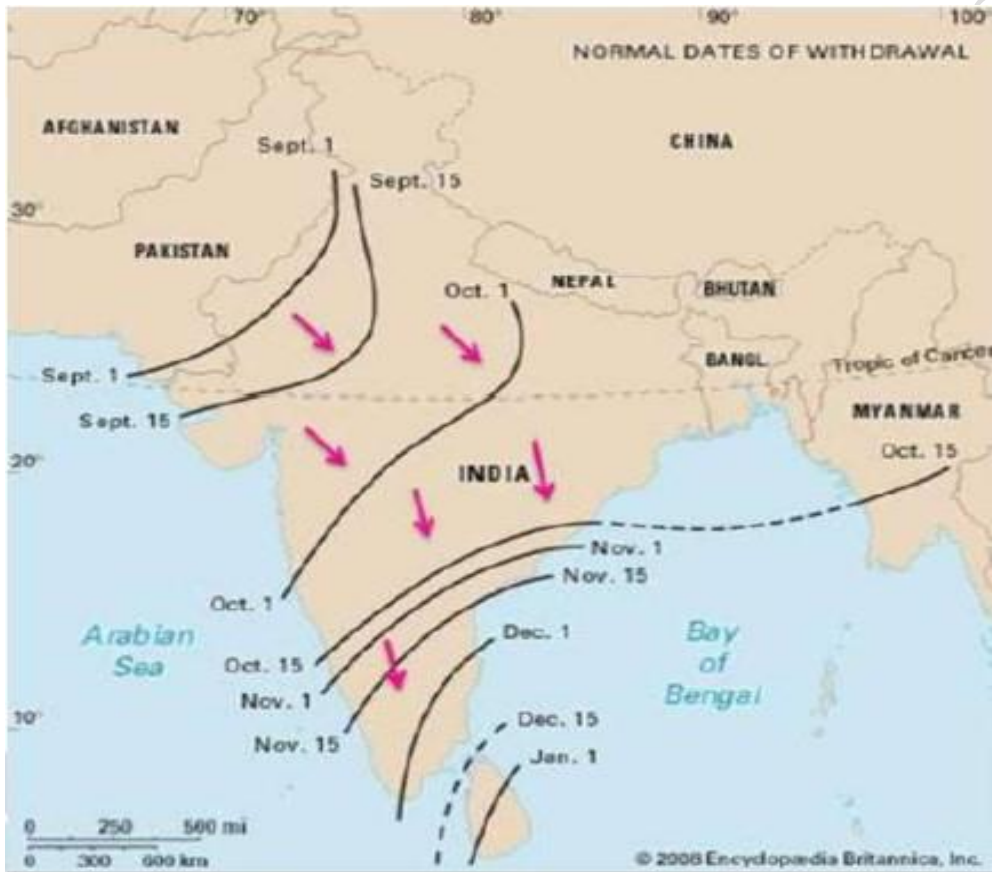 70°
80°
90°
100°
NORMAL DATES OF WITHDRAWAL
AFGHANISTAN
CHINA
Sept. 1
Sept. 15
30°
PAKISTAN
NEPAL
BHUTAN
Oct. 1
BANGL.
Tropic of Cancer
Sept. 1
Sept. 15
MYANMAR
Oct. 15
20°
INDIA
Nov. 1
Nov. 15
Oct. 1
Dec. 1
Arabian
Sea
Bay
of
Bengal
Oct. 15
Nov. 1
10°
Nov. 15
Dec. 15
Jan. 1
0 250 500 mi
0 300 600 km
© 2008 Encyclopædia Britannica, Inc.